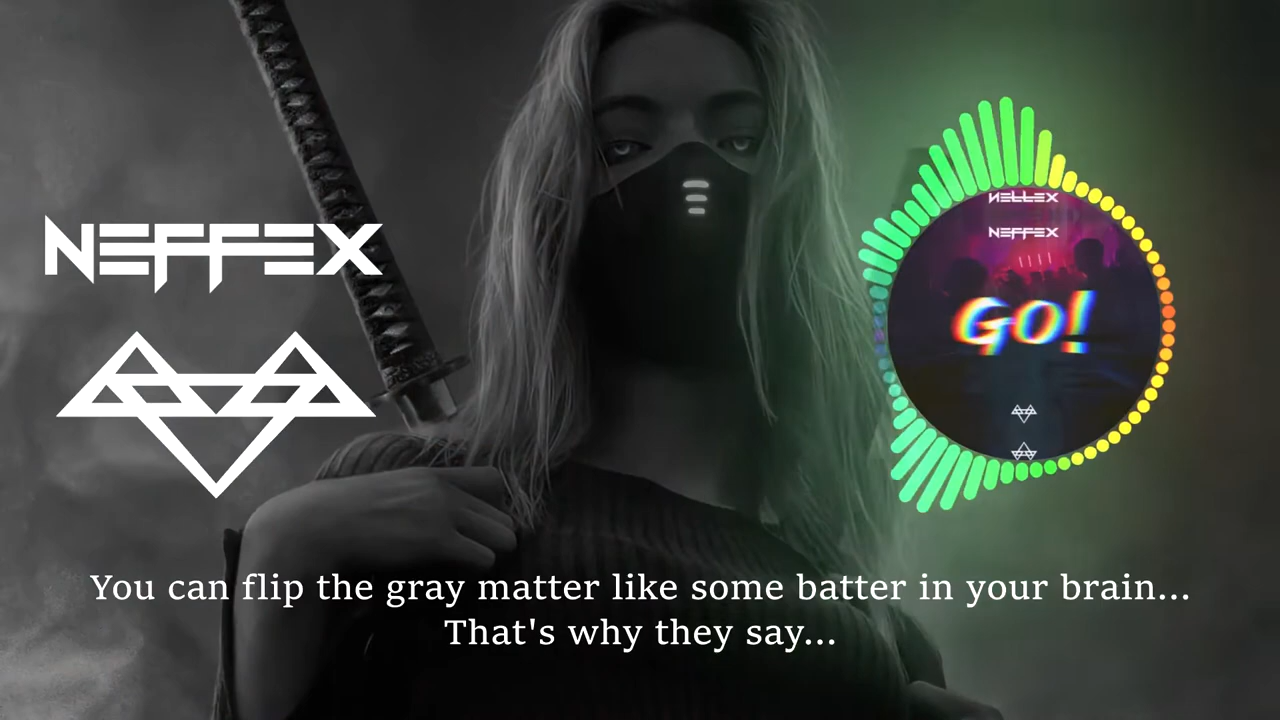 NEFFEX
NEFFEX
NEFFEX
GO!
You can flip the gray matter like some batter in your brain...
That's why they say...